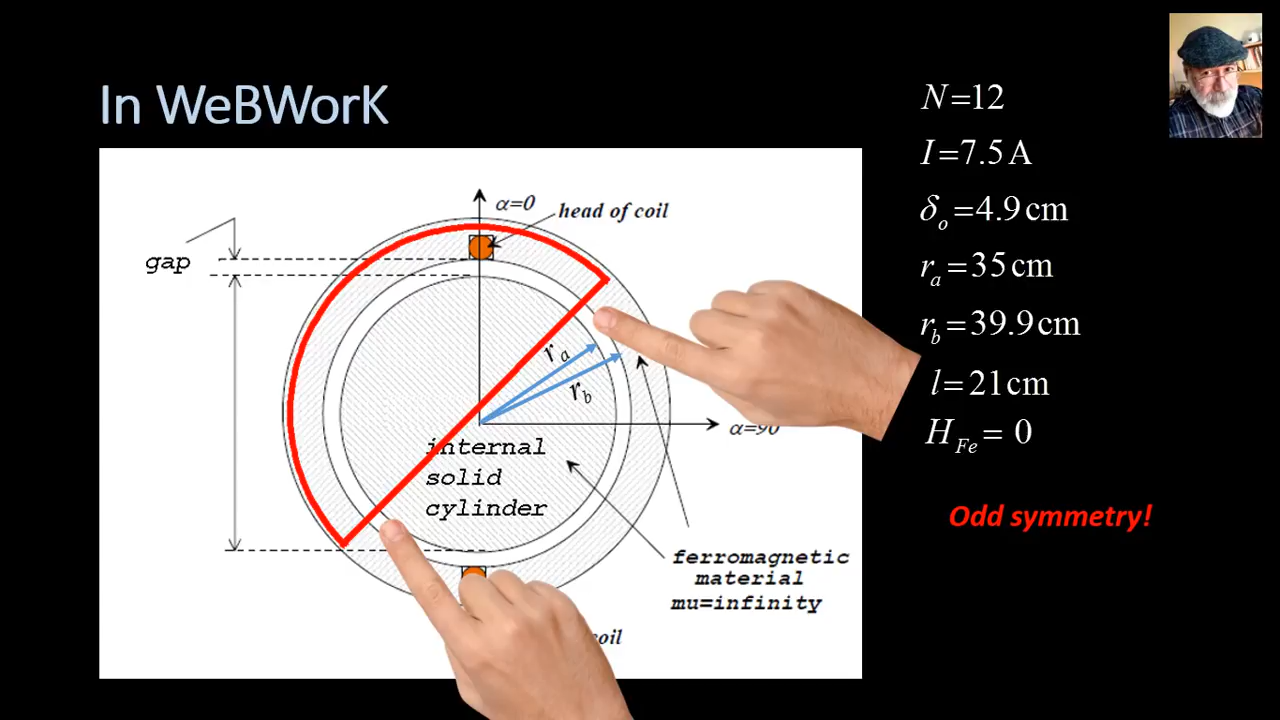 In WeBWorK
α=0
head of coil
gap
r_a
r_b
α=90
internal
solid
cylinder
ferromagnetic
material
mu=infinity
coil
N=12
I=7.5 A
δ_o=4.9 cm
r_a=35 cm
r_b=39.9 cm
l=21 cm
H_Fe= 0
Odd symmetry!